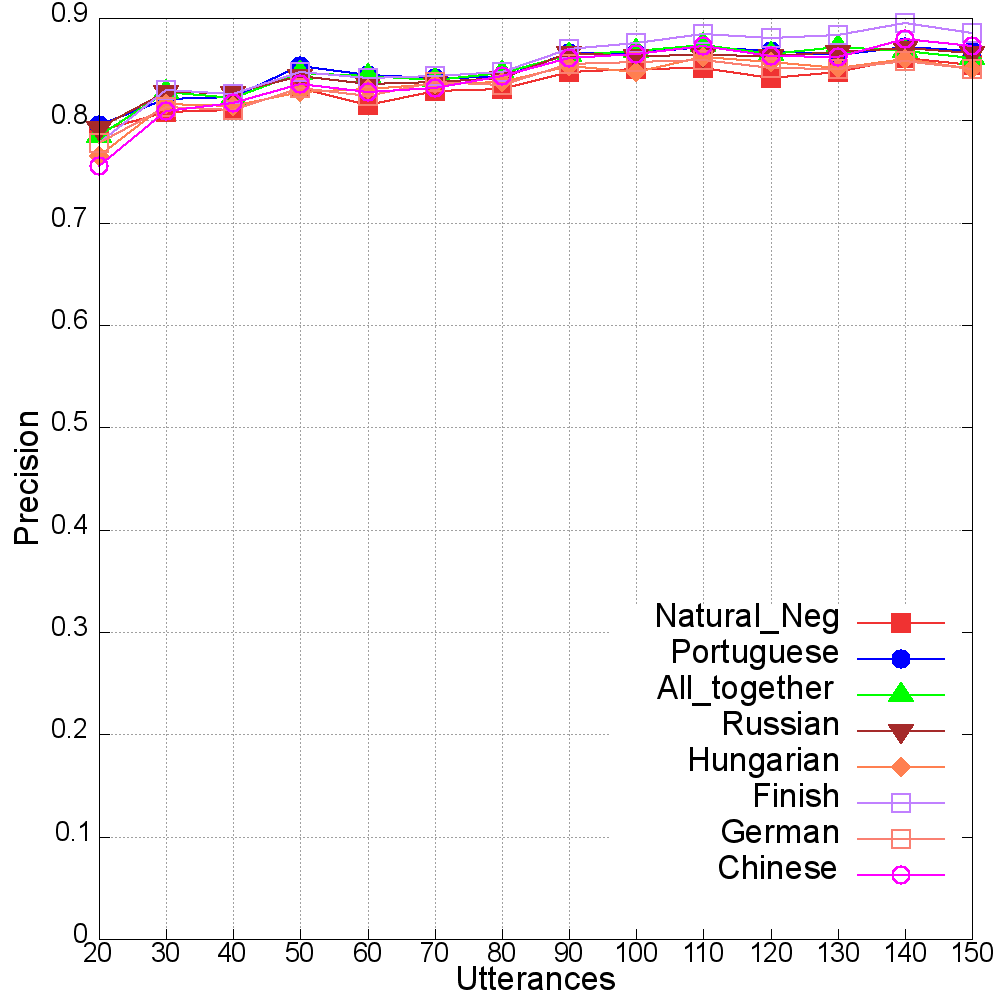 0.9
0.8
0.7
0.6
0.5
0.4
0.3
0.2
0.1
0
Precision
Natural_Neg
Portuguese
All_together
Russian
Hungarian
Finish
German
Chinese
20 30 40 50 60 70 80 90 100 110 120 130 140 150
Utterances